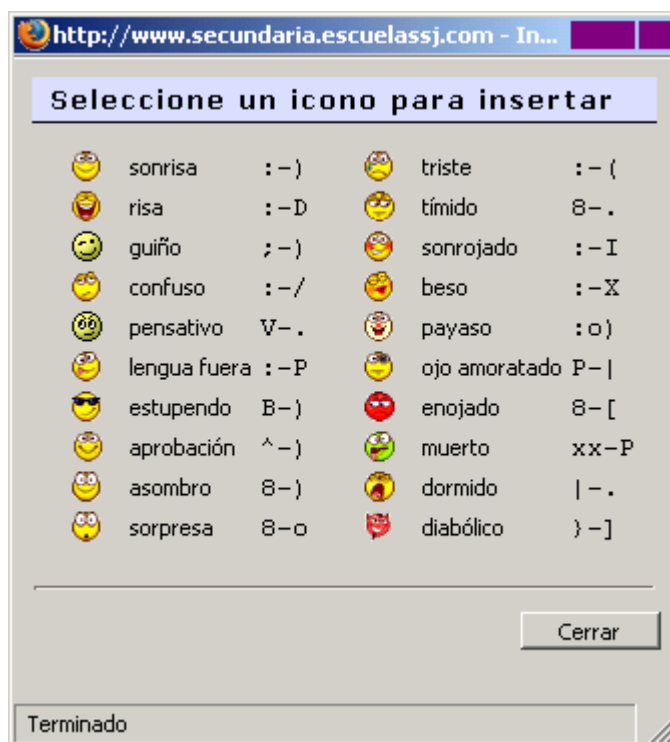 http://www.secundaria.escuelassj.com - In...
Seleccione un icono para insertar
sonrisa :-) triste :-(
risa :-D tímido 8-.
guiño ;-) sonrojado :-I
confuso :-/ beso :-X
pensativo V-. payaso :o)
lengua fuera :-P ojo amoratado P-|
estupendo B-) enojado 8-[
aprobación ^-) muerto xx-P
asombro 8-) dormido |-.
sorpresa 8-o diabólico }-]
Cerrar
Terminado